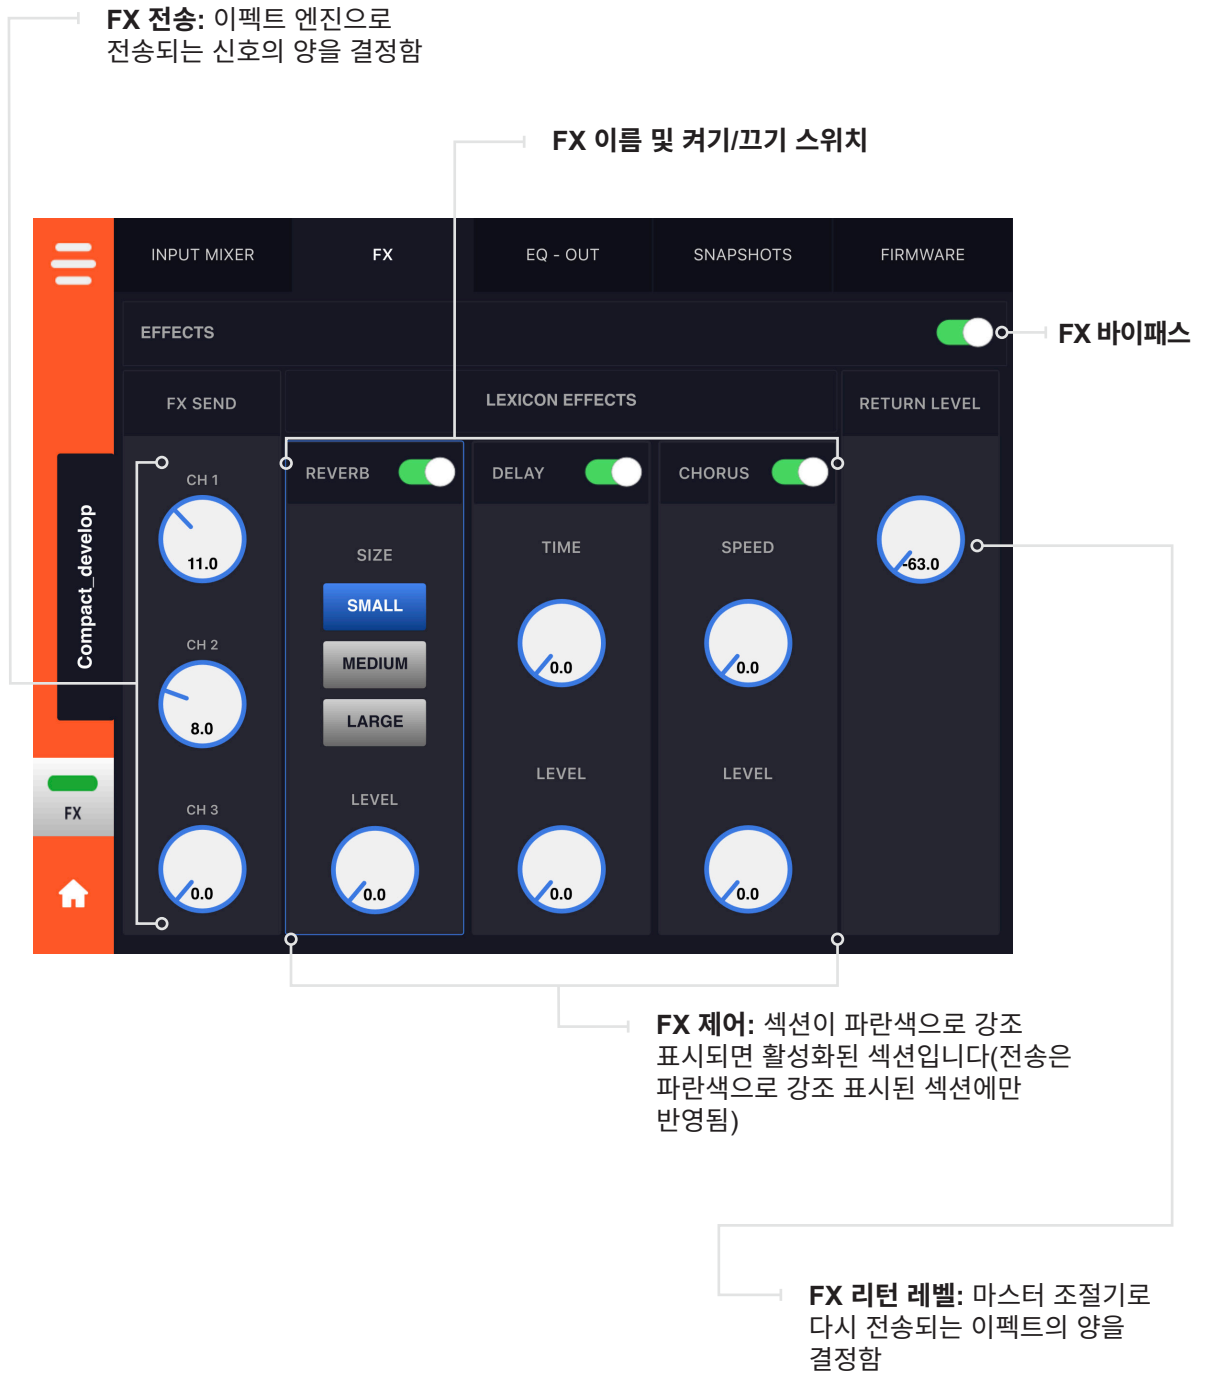 FX 전송: 이펙트 엔진으로
전송되는 신호의 양을 결정함
FX 이름 및 켜기/끄기 스위치
INPUT MIXER
FX
EQ - OUT
SNAPSHOTS
FIRMWARE
EFFECTS
FX 바이패스
FX SEND
LEXICON EFFECTS
RETURN LEVEL
CH 1
11.0
CH 2
8.0
CH 3
0.0
REVERB
SIZE
SMALL
MEDIUM
LARGE
LEVEL
0.0
DELAY
TIME
0.0
LEVEL
0.0
CHORUS
SPEED
0.0
LEVEL
0.0
-63.0
Compact_develop
FX
FX 제어: 섹션이 파란색으로 강조
표시되면 활성화된 섹션입니다(전송은
파란색으로 강조 표시된 섹션에만
반영됨)
FX 리턴 레벨: 마스터 조절기로
다시 전송되는 이펙트의 양을
결정함